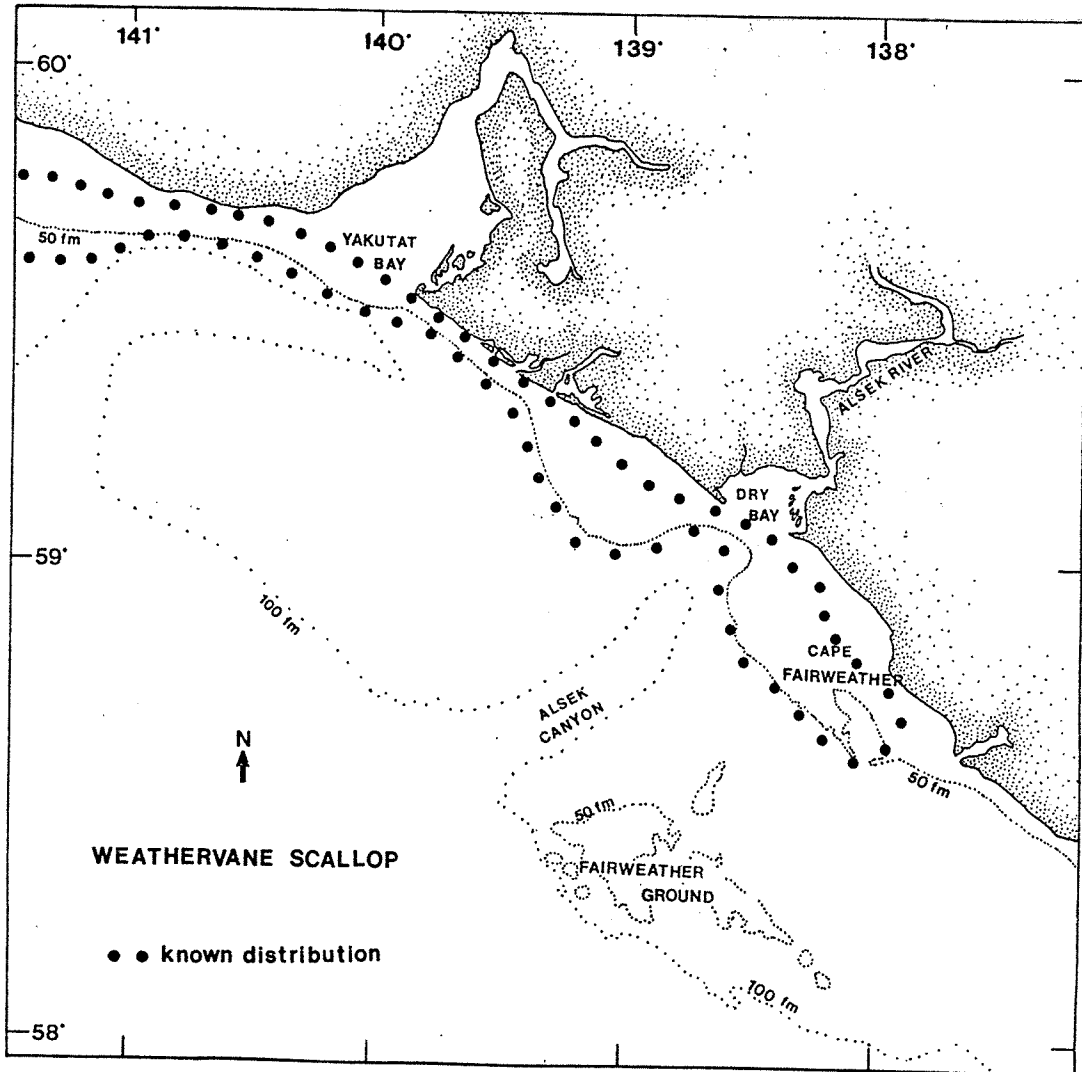 141° 140° 139° 138°
60°
50 fm
YAKUTAT
BAY
ALSEK RIVER
DRY
BAY
59°
100 fm
CAPE
FAIRWEATHER
ALSEK
CANYON
N
50 fm
50 fm
WEATHERVANE SCALLOP
FAIRWEATHER
GROUND
known distribution
100 fm
58°